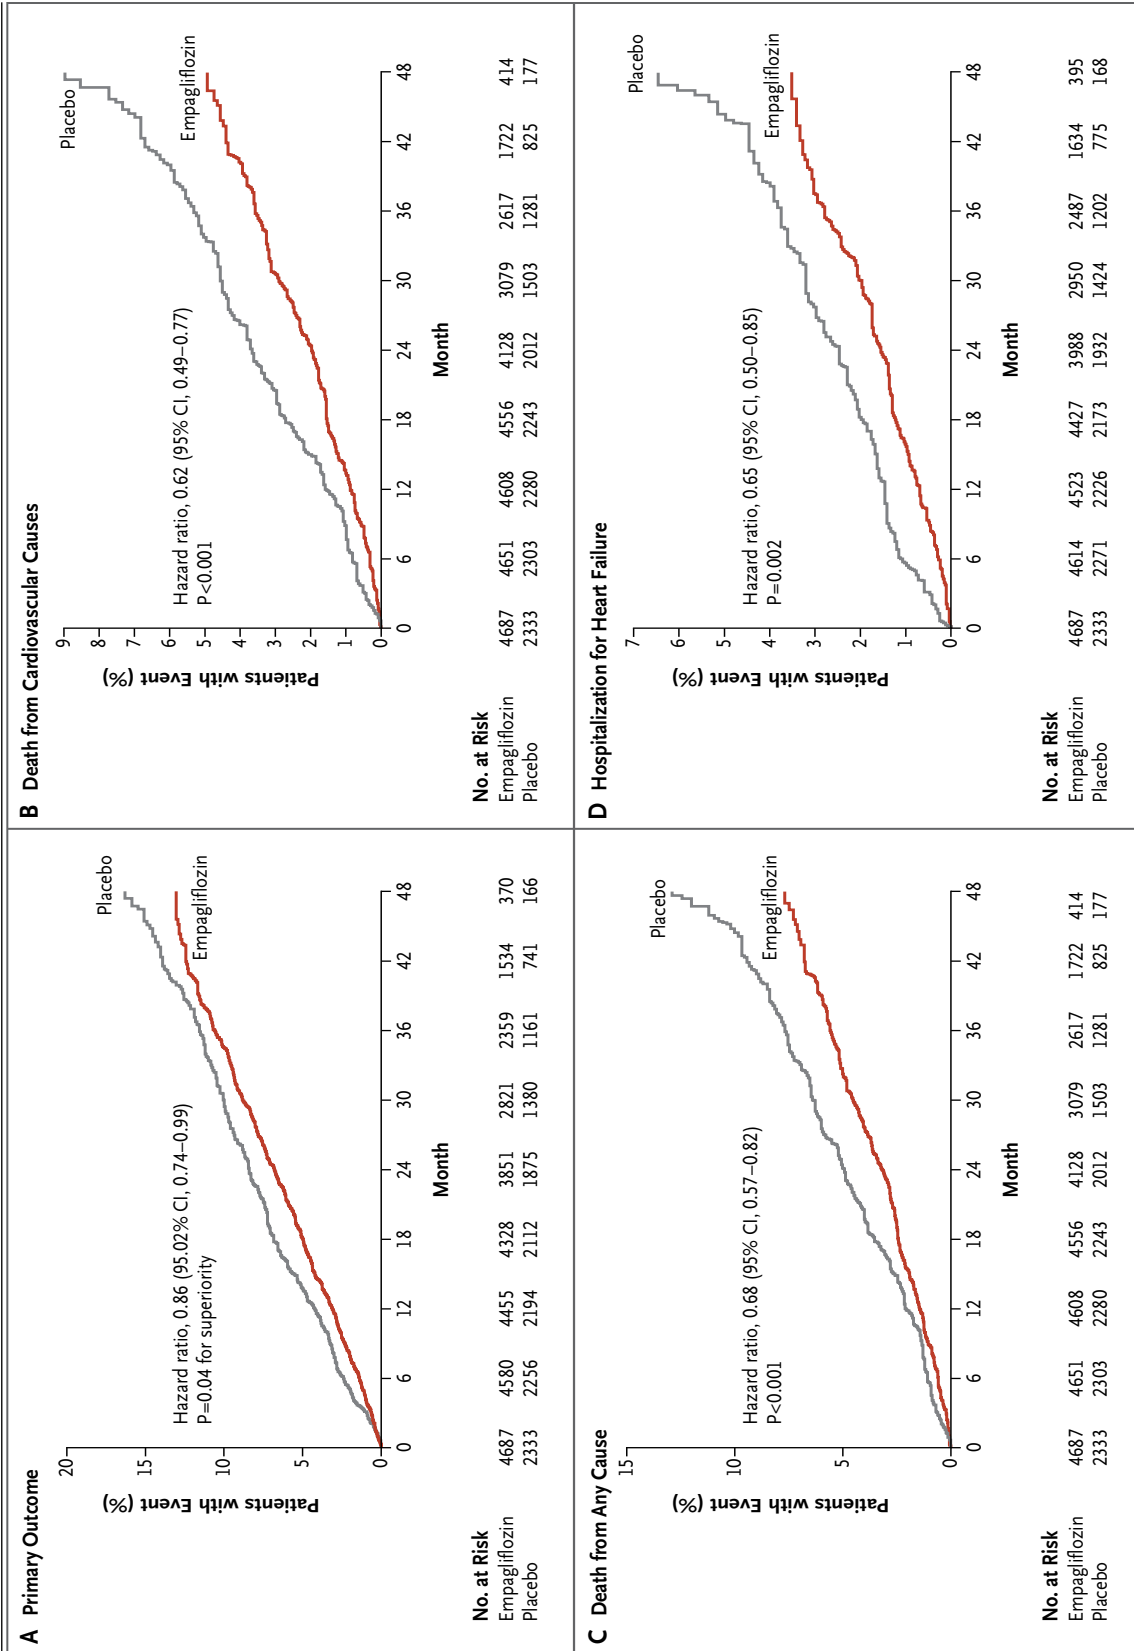 A Primary Outcome
Patients with Event (%)
20
15
10
5
0
Hazard ratio, 0.86 (95.02% CI, 0.74–0.99)
P=0.04 for superiority
Placebo
Empagliflozin
0 6 12 18 24 30 36 42 48
Month
No. at Risk
Empagliflozin 4687 4580 4455 4328 3851 2821 2359 1534 370
Placebo 2333 2256 2194 2112 1875 1380 1161 741 166
B Death from Cardiovascular Causes
Patients with Event (%)
9
8
7
6
5
4
3
2
1
0
Hazard ratio, 0.62 (95% CI, 0.49–0.77)
P<0.001
Placebo
Empagliflozin
0 6 12 18 24 30 36 42 48
Month
No. at Risk
Empagliflozin 4687 4651 4608 4556 4128 3079 2617 1722 414
Placebo 2333 2303 2280 2243 2012 1503 1281 825 177
C Death from Any Cause
Patients with Event (%)
15
10
5
0
Hazard ratio, 0.68 (95% CI, 0.57–0.82)
P<0.001
Placebo
Empagliflozin
0 6 12 18 24 30 36 42 48
Month
No. at Risk
Empagliflozin 4687 4651 4608 4556 4128 3079 2617 1722 414
Placebo 2333 2303 2280 2243 2012 1503 1281 825 177
D Hospitalization for Heart Failure
Patients with Event (%)
7
6
5
4
3
2
1
0
Hazard ratio, 0.65 (95% CI, 0.50–0.85)
P=0.002
Placebo
Empagliflozin
0 6 12 18 24 30 36 42 48
Month
No. at Risk
Empagliflozin 4687 4614 4523 4427 3988 2950 2487 1634 395
Placebo 2333 2271 2226 2173 1932 1424 1202 775 168